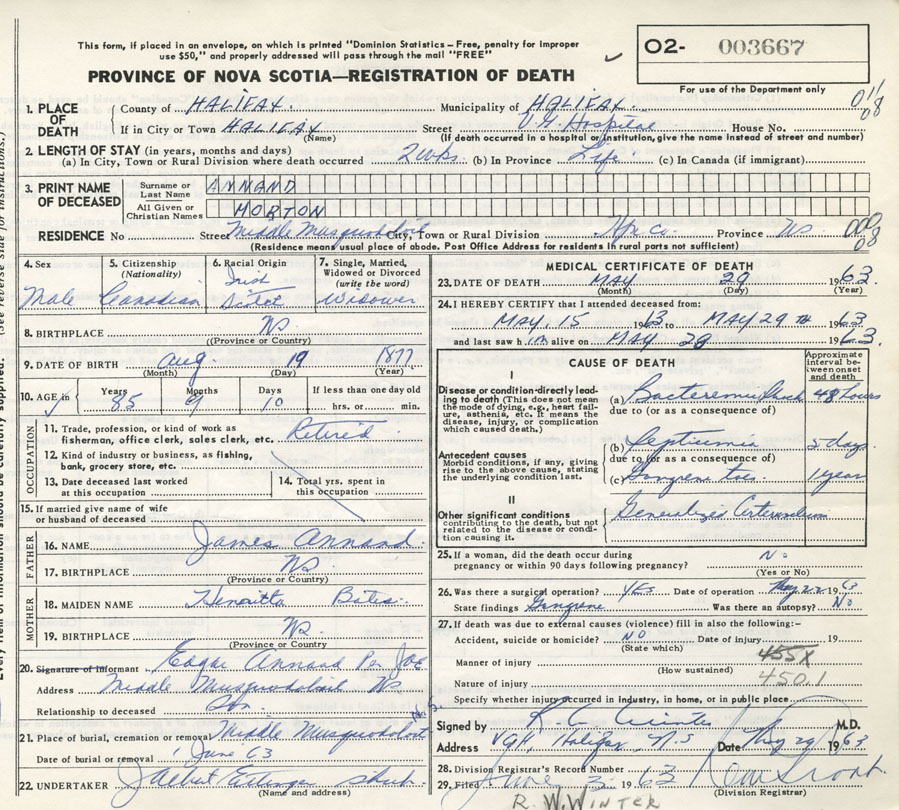 This form, if placed in an envelope, on which is printed "Dominion Statistics – Free, penalty for improper
use $50," and properly addressed will pass through the mail "FREE"
PROVINCE OF NOVA SCOTIA—REGISTRATION OF DEATH
O2- 003667
For use of the Department only
1. PLACE OF DEATH
County of HALIFAX. Municipality of HALIFAX.
If in City or Town HALIFAX Street V.G. Hospital House No.
(Name) (If death occurred in a hospital or institution, give the name instead of street and number)
2. LENGTH OF STAY (in years, months and days)
(a) In City, Town or Rural Division where death occurred 2 wks. (b) In Province Life. (c) In Canada (if immigrant)
3. PRINT NAME OF DECEASED
Surname or Last Name ANNAND
All Given or Christian Names MORTON
RESIDENCE No Street Middle Musquodoboit City, Town or Rural Division Hfx Co. Province NS
(Residence means usual place of abode. Post Office Address for residents in rural parts not sufficient)
4. Sex Male
5. Citizenship (Nationality) Canadian
6. Racial Origin Irish Scot
7. Single, Married, Widowed or Divorced (write the word) Widower
8. BIRTHPLACE NS
(Province or Country)
9. DATE OF BIRTH Aug 19 1877
(Month) (Day) (Year)
10. AGE in Years 85 Months 9 Days 10 If less than one day old hrs. or min.
OCCUPATION
11. Trade, profession, or kind of work as fisherman, office clerk, sales clerk, etc. Retired
12. Kind of industry or business, as fishing, bank, grocery store, etc.
13. Date deceased last worked at this occupation
14. Total yrs. spent in this occupation
15. If married give name of wife or husband of deceased
FATHER
16. NAME James Annand.
17. BIRTHPLACE NS
(Province or Country)
MOTHER
18. MAIDEN NAME Henrietta Bates.
19. BIRTHPLACE NS.
(Province or Country)
20. Signature of informant Edgar Annand Per
Address Middle Musquodoboit NS
Relationship to deceased Son.
21. Place of burial, cremation or removal Middle Musquodoboit N.S.
Date of burial or removal 1 June 63
22. UNDERTAKER
(Name and address)
MEDICAL CERTIFICATE OF DEATH
23. DATE OF DEATH MAY 29 1963
(Month) (Day) (Year)
24. I HEREBY CERTIFY that I attended deceased from:
MAY. 15 1963 to MAY 29 th 1963
and last saw him alive on MAY 29 1963.
CAUSE OF DEATH
Approximate interval between onset and death
I
Disease or condition directly leading to death (This does not mean the mode of dying, e.g., heart failure, asthenia, etc. It means the disease, injury, or complication which caused death.)
(a) Bacteremic Shock 48 hours
due to (or as a consequence of)
Antecedent causes
Morbid conditions, if any, giving rise to the above cause, stating the underlying condition last.
(b) Septicemia 5 days
due to (or as a consequence of)
(c) Gangrene toes. 1 year
II
Other significant conditions
contributing to the death, but not related to the disease or condition causing it.
Generalized
25. If a woman, did the death occur during pregnancy or within 90 days following pregnancy? No
(Yes or No)
26. Was there a surgical operation? Yes Date of operation May 22 1963
State findings Gangrene Was there an autopsy? No
27. If death was due to external causes (violence) fill in also the following:–
Accident, suicide or homicide? NO Date of injury 19
(State which)
Manner of injury 455X
(How sustained)
Nature of injury 450.1
Specify whether injury occurred in industry, in home, or in public place
Signed by M.D.
Address VGH, Halifax, N.S Date May 29 1963
28. Division Registrar's Record Number
29. Filed June 3 63
(Division Registrar)
R. W. WINTER